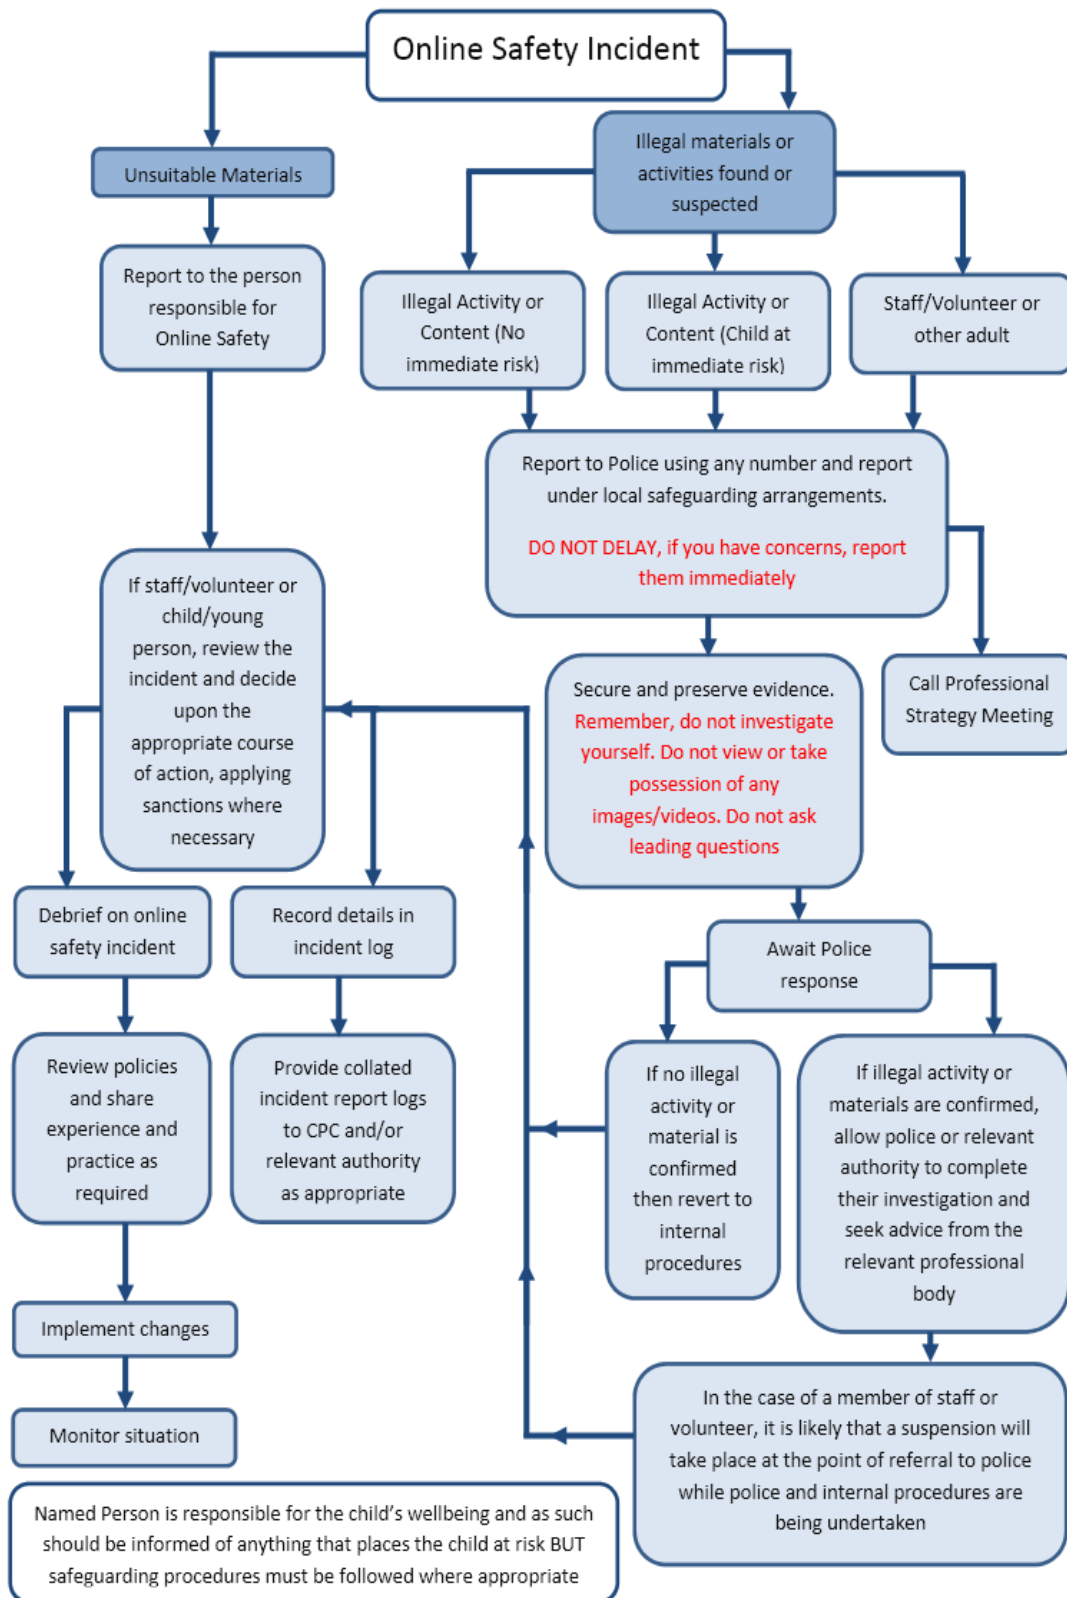 Online Safety Incident
Unsuitable Materials
Illegal materials or
activities found or
suspected
Report to the person
responsible for
Online Safety
Illegal Activity or
Content (No
immediate risk)
Illegal Activity or
Content (Child at
immediate risk)
Staff/Volunteer or
other adult
Report to Police using any number and report
under local safeguarding arrangements.
DO NOT DELAY, if you have concerns, report
them immediately
If staff/volunteer or
child/young
person, review the
incident and decide
upon the
appropriate course
of action, applying
sanctions where
necessary
Secure and preserve evidence.
Remember, do not investigate
yourself. Do not view or take
possession of any
images/videos. Do not ask
leading questions
Call Professional
Strategy Meeting
Debrief on online
safety incident
Record details in
incident log
Await Police
response
Review policies
and share
experience and
practice as
required
Provide collated
incident report logs
to CPC and/or
relevant authority
as appropriate
If no illegal
activity or
material is
confirmed
then revert to
internal
procedures
If illegal activity or
materials are confirmed,
allow police or relevant
authority to complete
their investigation and
seek advice from the
relevant professional
body
Implement changes
Monitor situation
In the case of a member of staff or
volunteer, it is likely that a suspension will
take place at the point of referral to police
while police and internal procedures are
being undertaken
Named Person is responsible for the child's wellbeing and as such
should be informed of anything that places the child at risk BUT
safeguarding procedures must be followed where appropriate